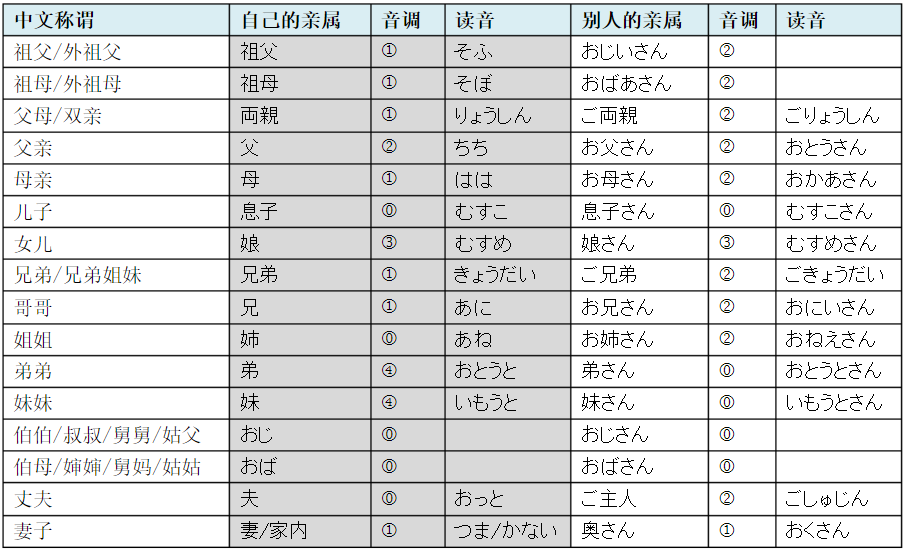 中文称谓 自己的亲属 音调 读音 别人的亲属 音调 读音
祖父/外祖父 祖父 ① そふ おじいさん ②
祖母/外祖母 祖母 ① そぼ おばあさん ②
父母/双亲 両親 ① りょうしん ご両親 ② ごりょうしん
父亲 父 ② ちち お父さん ② おとうさん
母亲 母 ① はは お母さん ② おかあさん
儿子 息子 ⓪ むすこ 息子さん ⓪ むすこさん
女儿 娘 ③ むすめ 娘さん ③ むすめさん
兄弟/兄弟姐妹 兄弟 ① きょうだい ご兄弟 ② ごきょうだい
哥哥 兄 ① あに お兄さん ② おにいさん
姐姐 姉 ⓪ あね お姉さん ② おねえさん
弟弟 弟 ④ おとうと 弟さん ⓪ おとうとさん
妹妹 妹 ④ いもうと 妹さん ⓪ いもうとさん
伯伯/叔叔/舅舅/姑父 おじ ⓪ おじさん ⓪
伯母/婶婶/舅妈/姑姑 おば ⓪ おばさん ⓪
丈夫 夫 ⓪ おっと ご主人 ② ごしゅじん
妻子 妻/家内 ① つま/かない 奥さん ① おくさん